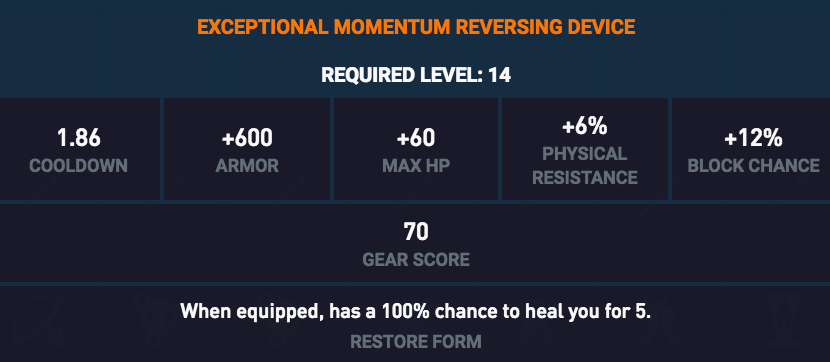 EXCEPTIONAL MOMENTUM REVERSING DEVICE
REQUIRED LEVEL: 14
1.86
COOLDOWN
+600
ARMOR
+60
MAX HP
+6%
PHYSICAL
RESISTANCE
+12%
BLOCK CHANCE
70
GEAR SCORE
When equipped, has a 100% chance to heal you for 5.
RESTORE FORM